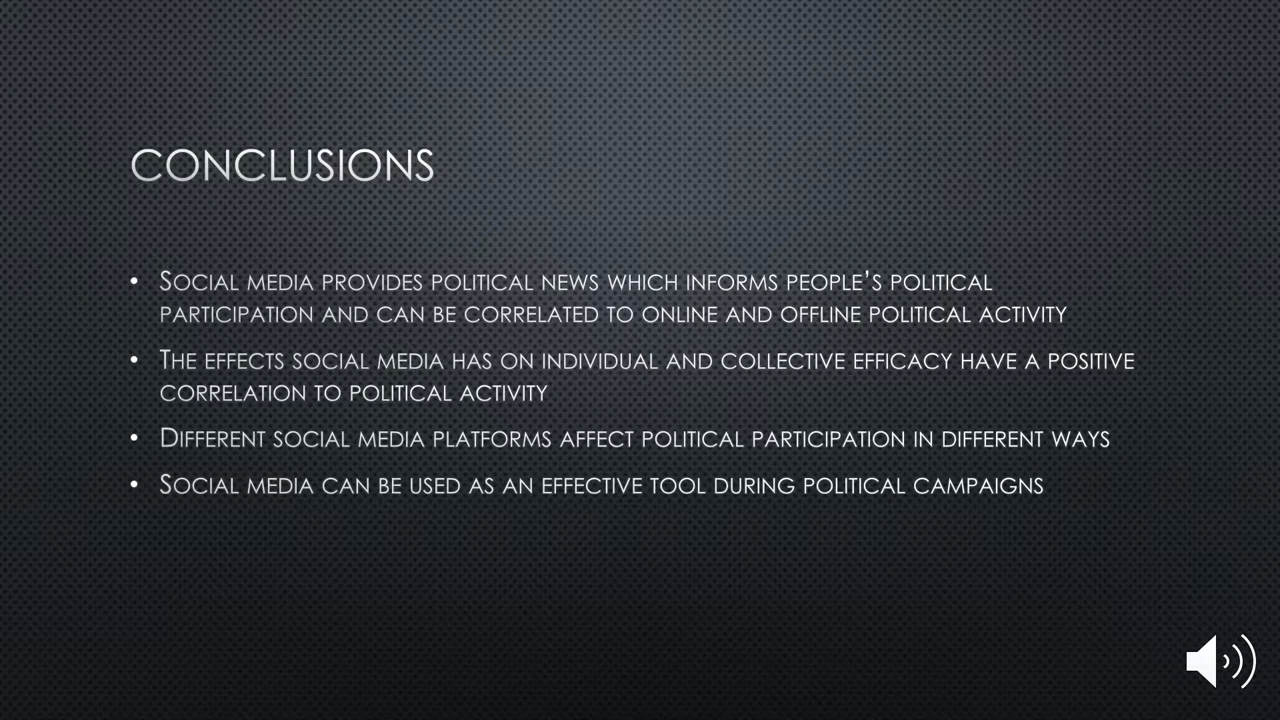 CONCLUSIONS
• SOCIAL MEDIA PROVIDES POLITICAL NEWS WHICH INFORMS PEOPLE’S POLITICAL
PARTICIPATION AND CAN BE CORRELATED TO ONLINE AND OFFLINE POLITICAL ACTIVITY
• THE EFFECTS SOCIAL MEDIA HAS ON INDIVIDUAL AND COLLECTIVE EFFICACY HAVE A POSITIVE
CORRELATION TO POLITICAL ACTIVITY
• DIFFERENT SOCIAL MEDIA PLATFORMS AFFECT POLITICAL PARTICIPATION IN DIFFERENT WAYS
• SOCIAL MEDIA CAN BE USED AS AN EFFECTIVE TOOL DURING POLITICAL CAMPAIGNS